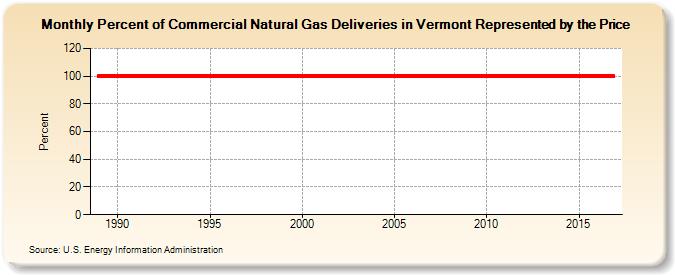 Monthly Percent of Commercial Natural Gas Deliveries in Vermont Represented by the Price
Percent
120
100
80
60
40
20
0
1990 1995 2000 2005 2010 2015
Source: U.S. Energy Information Administration